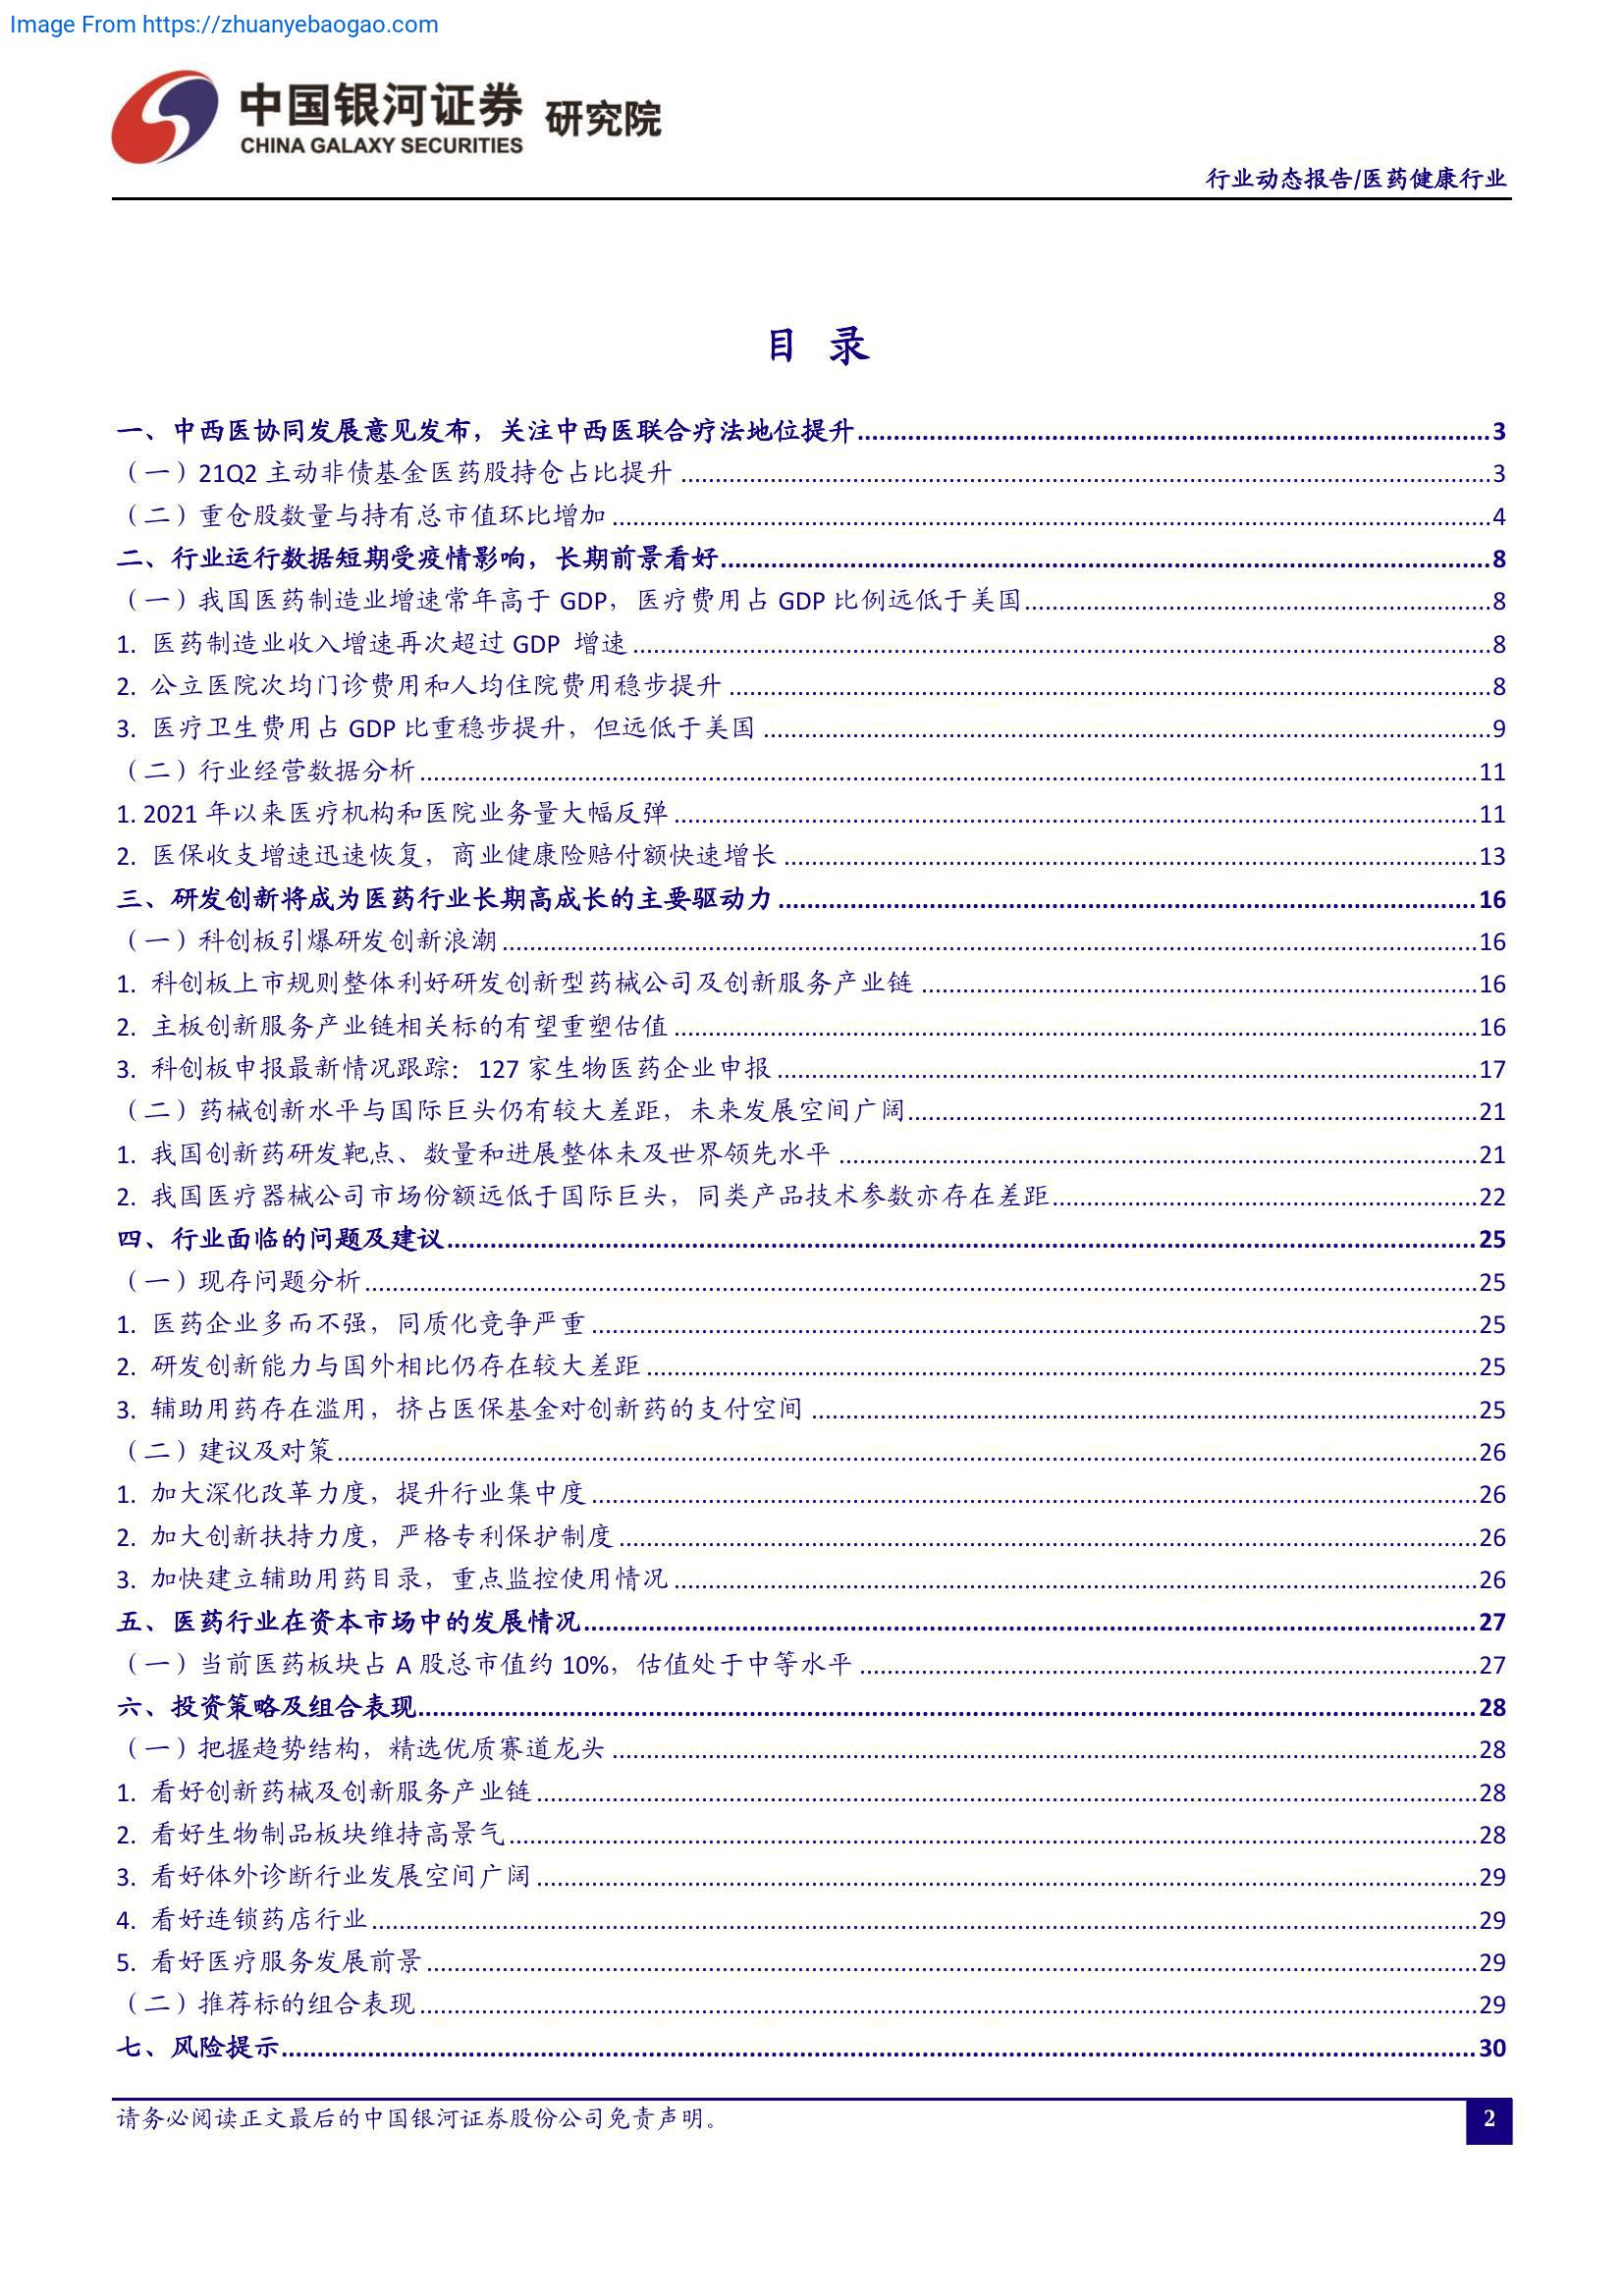 Image From https://zhuanyebaogao.com
中国银河证券 研究院
CHINA GALAXY SECURITIES
行业动态报告/医药健康行业
目 录
一、中西医协同发展意见发布，关注中西医联合疗法地位提升 3
（一）21Q2 主动非债基金医药股持仓占比提升 3
（二）重仓股数量与持有总市值环比增加 4
二、行业运行数据短期受疫情影响，长期前景看好 8
（一）我国医药制造业增速常年高于 GDP，医疗费用占 GDP 比例远低于美国 8
1. 医药制造业收入增速再次超过 GDP 增速 8
2. 公立医院次均门诊费用和人均住院费用稳步提升 8
3. 医疗卫生费用占 GDP 比重稳步提升，但远低于美国 9
（二）行业经营数据分析 11
1. 2021 年以来医疗机构和医院业务量大幅反弹 11
2. 医保收支增速迅速恢复，商业健康险赔付额快速增长 13
三、研发创新将成为医药行业长期高成长的主要驱动力 16
（一）科创板引爆研发创新浪潮 16
1. 科创板上市规则整体利好研发创新型药械公司及创新服务产业链 16
2. 主板创新服务产业链相关标的有望重塑估值 16
3. 科创板申报最新情况跟踪：127 家生物医药企业申报 17
（二）药械创新水平与国际巨头仍有较大差距，未来发展空间广阔 21
1. 我国创新药研发靶点、数量和进展整体未及世界领先水平 21
2. 我国医疗器械公司市场份额远低于国际巨头，同类产品技术参数亦存在差距 22
四、行业面临的问题及建议 25
（一）现存问题分析 25
1. 医药企业多而不强，同质化竞争严重 25
2. 研发创新能力与国外相比仍存在较大差距 25
3. 辅助用药存在滥用，挤占医保基金对创新药的支付空间 25
（二）建议及对策 26
1. 加大深化改革力度，提升行业集中度 26
2. 加大创新扶持力度，严格专利保护制度 26
3. 加快建立辅助用药目录，重点监控使用情况 26
五、医药行业在资本市场中的发展情况 27
（一）当前医药板块占 A 股总市值约 10%，估值处于中等水平 27
六、投资策略及组合表现 28
（一）把握趋势结构，精选优质赛道龙头 28
1. 看好创新药械及创新服务产业链 28
2. 看好生物制品板块维持高景气 28
3. 看好体外诊断行业发展空间广阔 29
4. 看好连锁药店行业 29
5. 看好医疗服务发展前景 29
（二）推荐标的组合表现 29
七、风险提示 30
请务必阅读正文最后的中国银河证券股份公司免责声明。
2